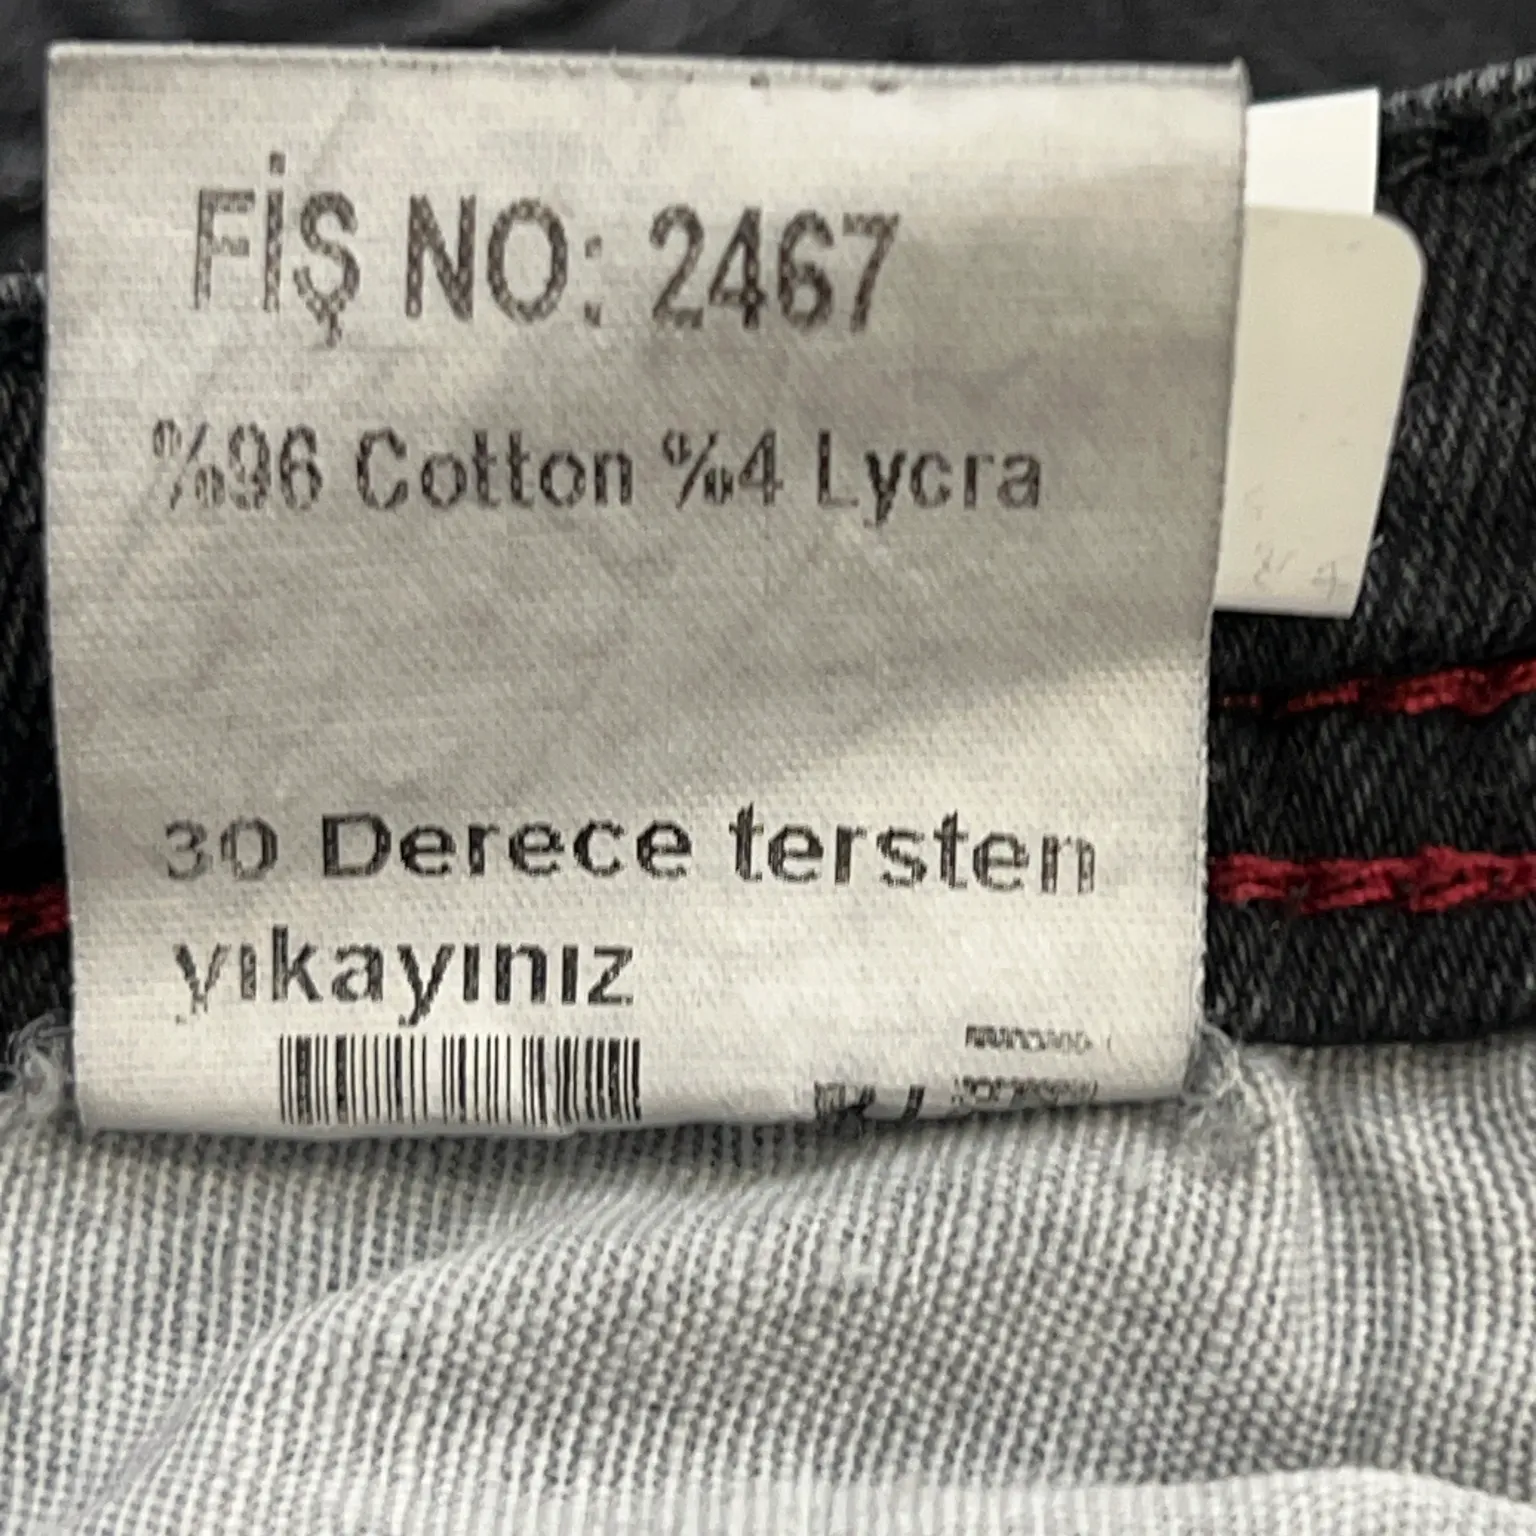 FİŞ NO: 2467
%96 Cotton %4 Lycra
30 Derece tersten
yıkayınız